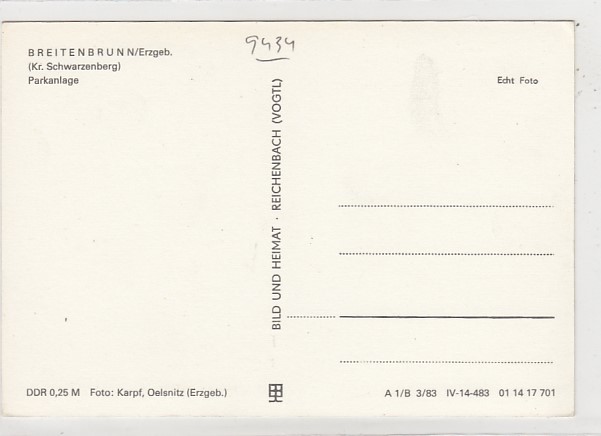 9434
BREITENBRUNN/Erzgeb.
(Kr. Schwarzenberg)
Parkanlage
Echt Foto
BILD UND HEIMAT · REICHENBACH (VOGTL)
DDR 0,25 M Foto: Karpf, Oelsnitz (Erzgeb.)
A 1/B 3/83 IV-14-483 01 14 17 701